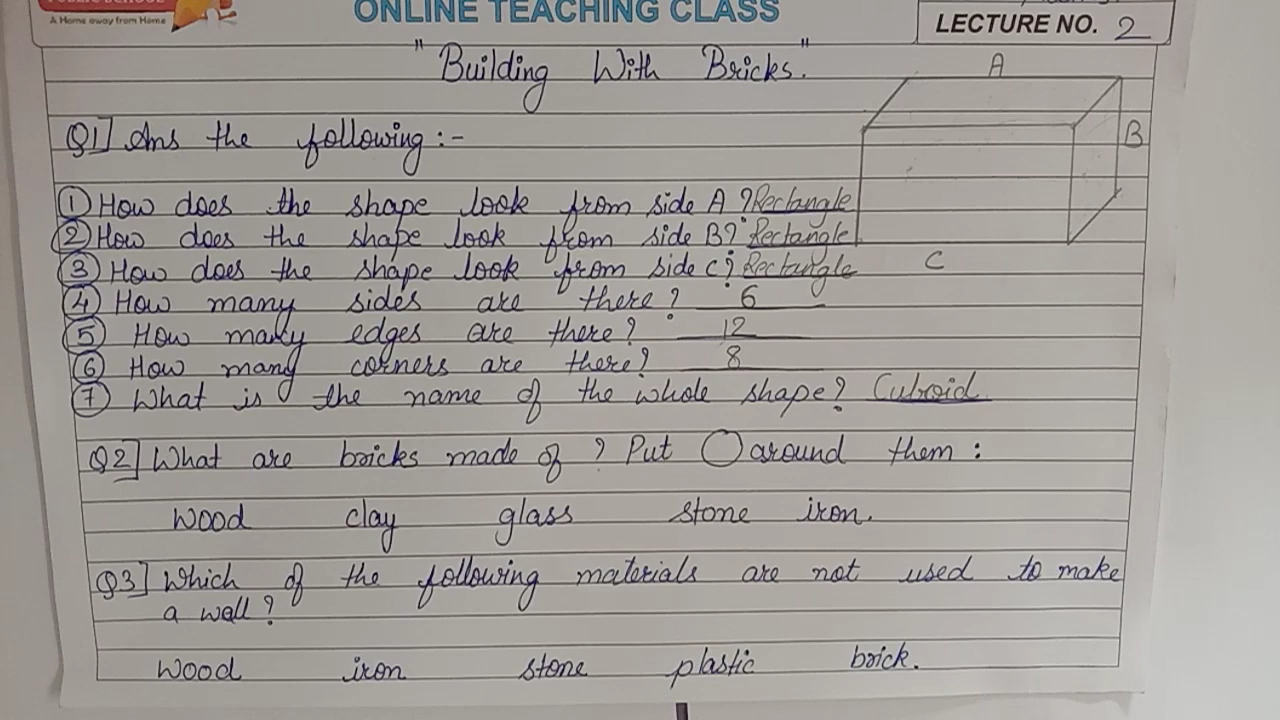 PUBLIC SCHOOL
A Home away from Home
ONLINE TEACHING CLASS
LECTURE NO. 2
"Building With Bricks."
A
B
C
Q1] Ans the following :-
① How does the shape look from side A ? Rectangle
② How does the shape look from side B? Rectangle
③ How does the shape look from side C? Rectangle
④ How many sides are there ? 6
⑤ How many edges are there? 12
⑥ How many corners are there? 8
⑦ What is the name of the whole shape? Cuboid
Q2] What are bricks made of ? Put ◯ around them :
Wood clay glass stone iron.
Q3] Which of the following materials are not used to make
a wall ?
Wood iron stone plastic brick.